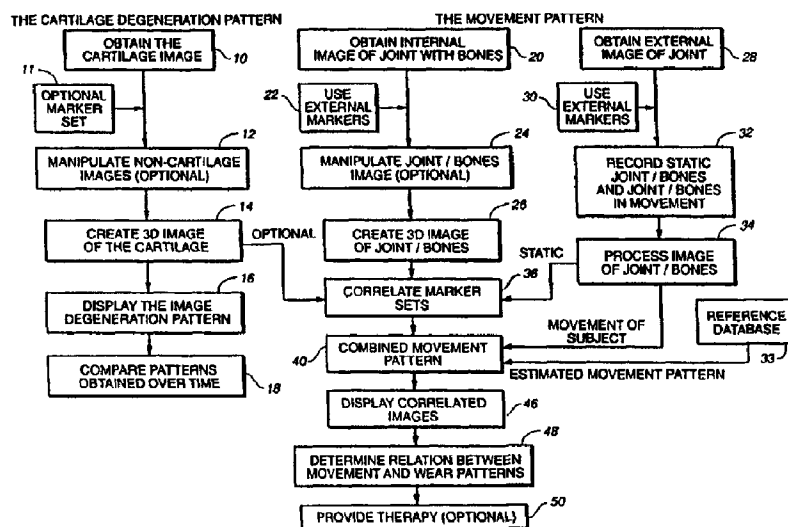 THE CARTILAGE DEGENERATION PATTERN
OBTAIN THE
CARTILAGE IMAGE
10
11
OPTIONAL
MARKER
SET
12
MANIPULATE NON-CARTILAGE
IMAGES (OPTIONAL)
14
CREATE 3D IMAGE
OF THE CARTILAGE
OPTIONAL
16
DISPLAY THE IMAGE
DEGENERATION PATTERN
COMPARE PATTERNS
OBTAINED OVER TIME
18
THE MOVEMENT PATTERN
OBTAIN INTERNAL
IMAGE OF JOINT WITH BONES
20
22
USE
EXTERNAL
MARKERS
24
MANIPULATE JOINT / BONES
IMAGE (OPTIONAL)
26
CREATE 3D IMAGE
OF JOINT / BONES
STATIC
36
CORRELATE MARKER
SETS
40
COMBINED MOVEMENT
PATTERN
46
DISPLAY CORRELATED
IMAGES
48
DETERMINE RELATION BETWEEN
MOVEMENT AND WEAR PATTERNS
50
PROVIDE THERAPY (OPTIONAL)
OBTAIN EXTERNAL
IMAGE OF JOINT
28
30
USE
EXTERNAL
MARKERS
32
RECORD STATIC
JOINT / BONES
AND JOINT / BONES
IN MOVEMENT
34
PROCESS IMAGE
OF JOINT / BONES
MOVEMENT OF
SUBJECT
REFERENCE
DATABASE
33
ESTIMATED MOVEMENT PATTERN